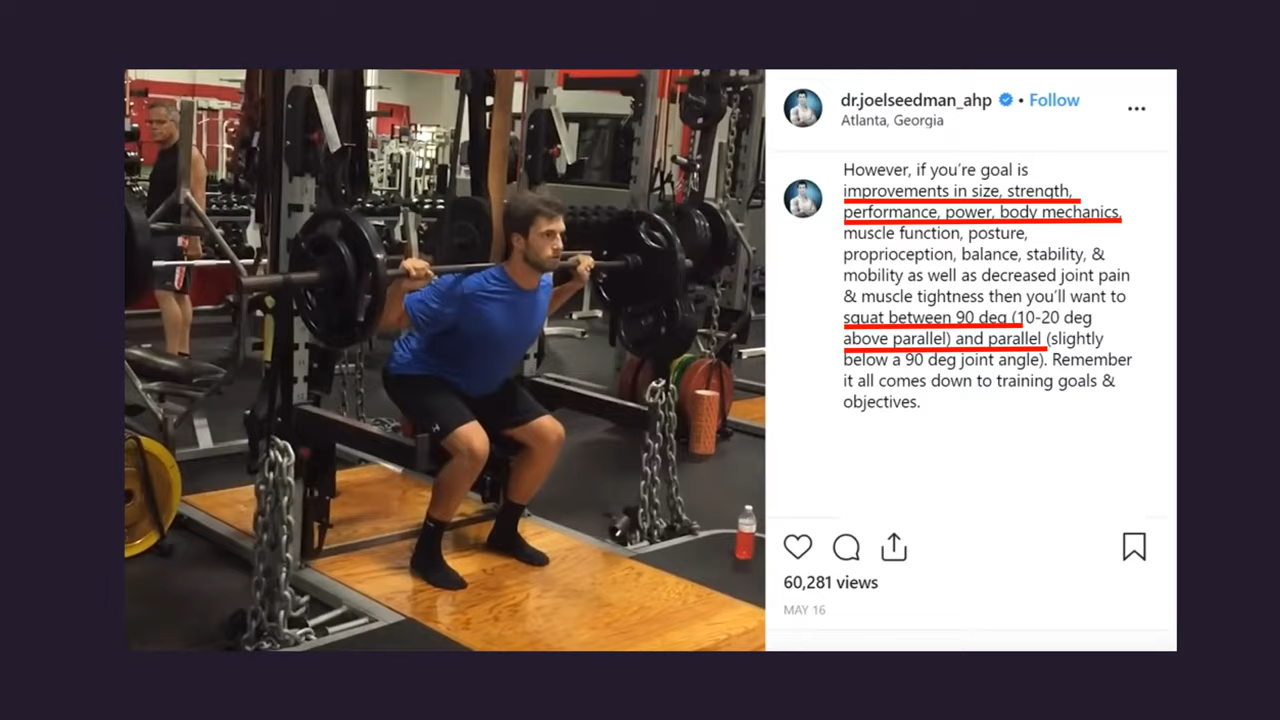 dr.joelseedman_ahp • Follow
Atlanta, Georgia
However, if you're goal is
improvements in size, strength,
performance, power, body mechanics,
muscle function, posture,
proprioception, balance, stability, &
mobility as well as decreased joint pain
& muscle tightness then you'll want to
squat between 90 deg (10-20 deg
above parallel) and parallel (slightly
below a 90 deg joint angle). Remember
it all comes down to training goals &
objectives.
60,281 views
MAY 16